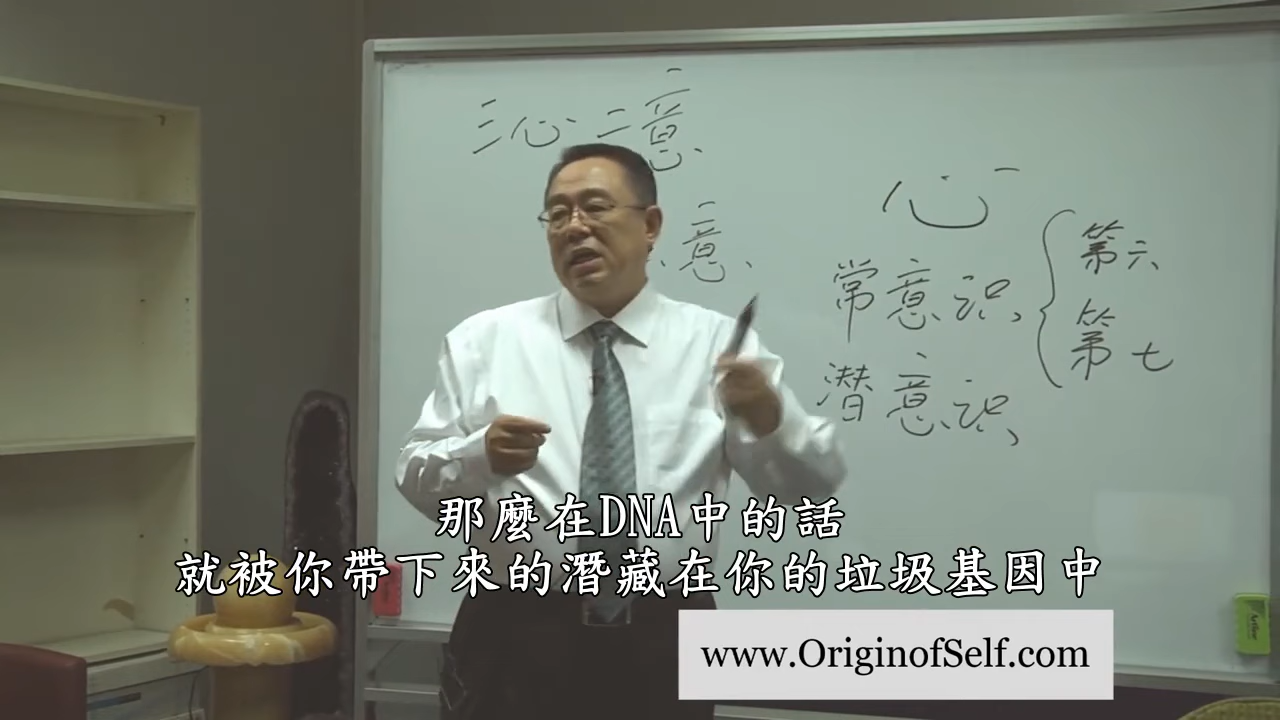 三心二意
意
心
常意识
第六
第七
潜意识
那麼在DNA中的話
就被你帶下來的潛藏在你的垃圾基因中
www.OriginofSelf.com